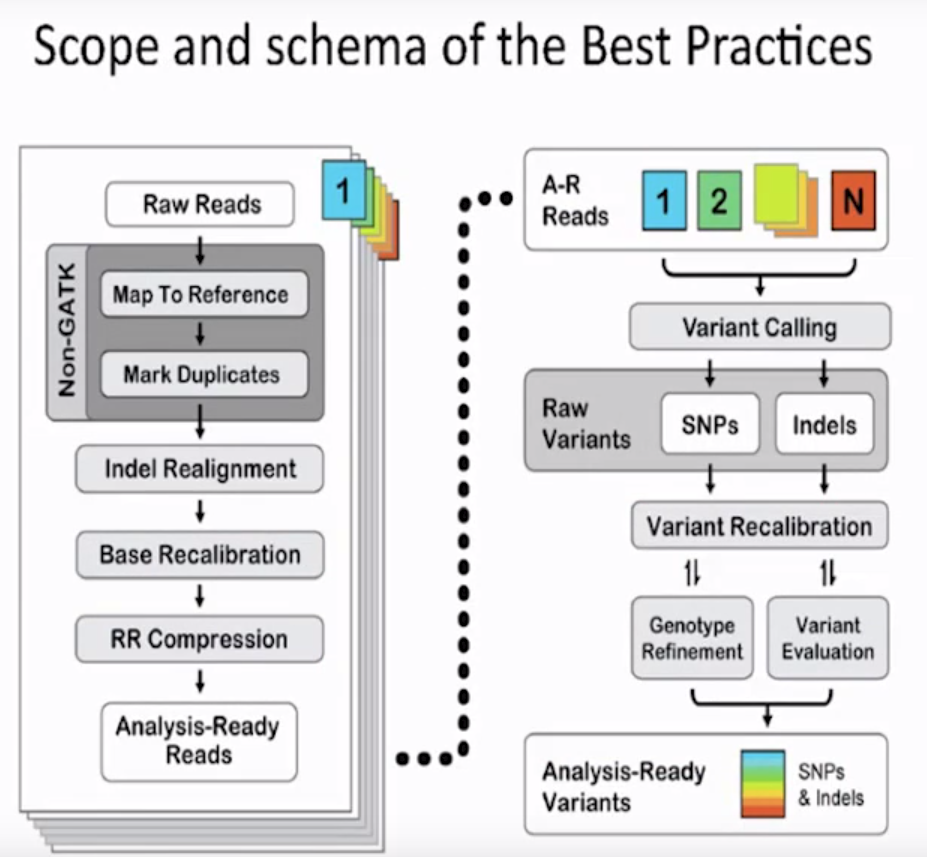 Scope and schema of the Best Practices
Raw Reads
Non-GATK
Map To Reference
Mark Duplicates
Indel Realignment
Base Recalibration
RR Compression
Analysis-Ready
Reads
1
A-R
Reads
1 2 N
Variant Calling
Raw
Variants
SNPs
Indels
Variant Recalibration
Genotype
Refinement
Variant
Evaluation
Analysis-Ready
Variants
SNPs
& Indels